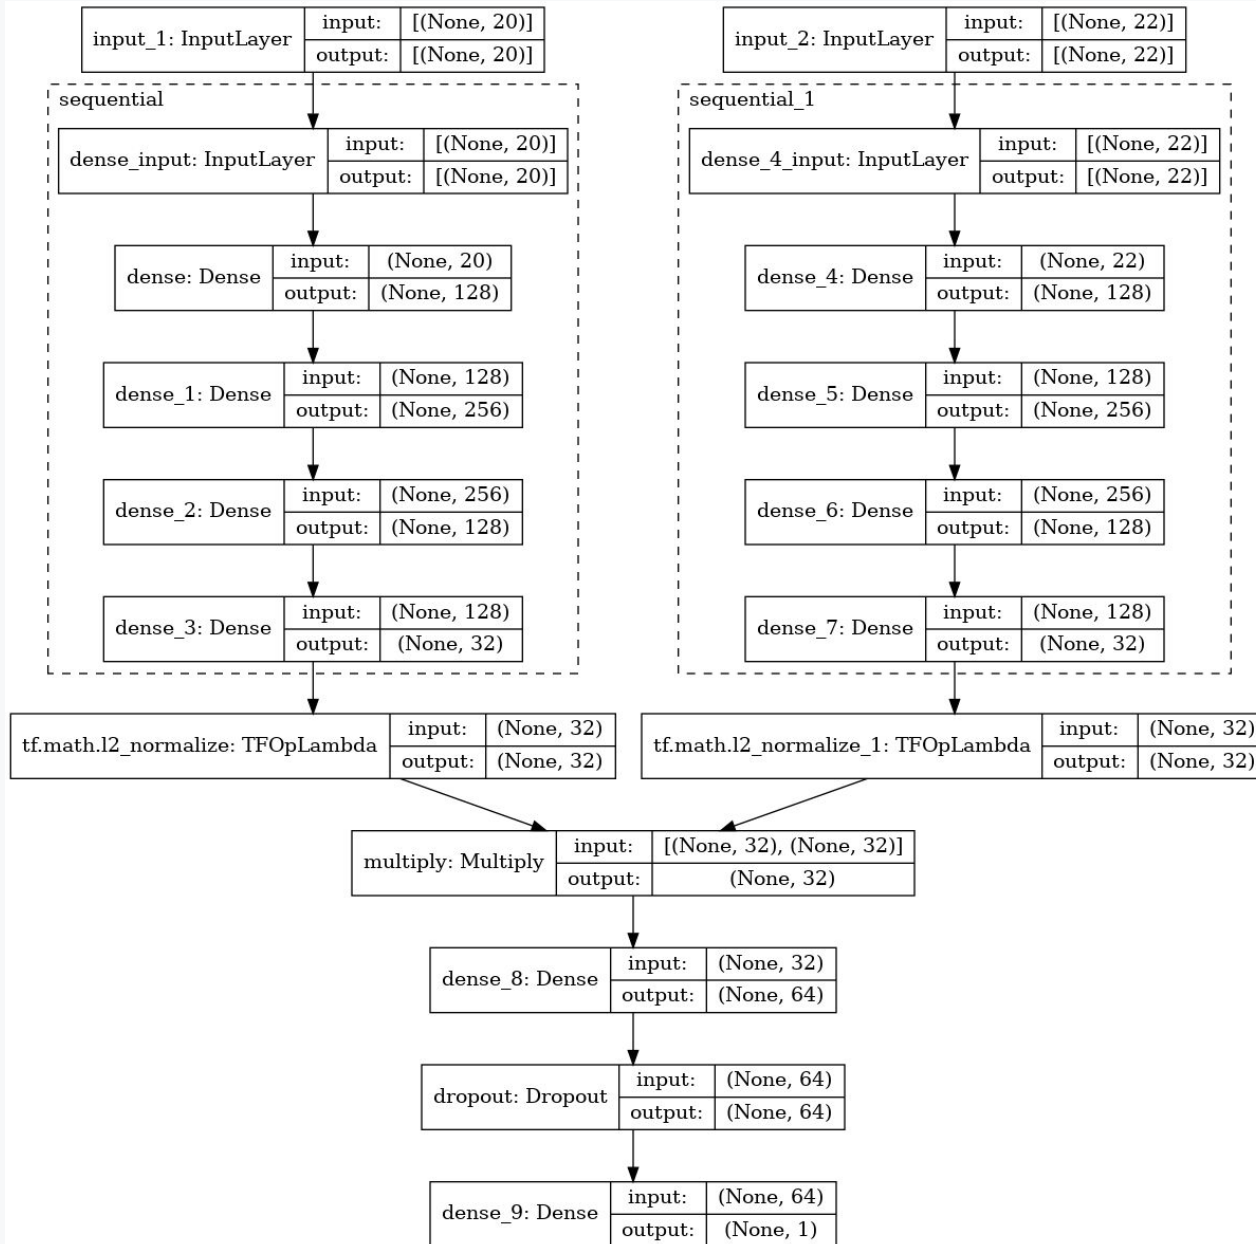 input_1: InputLayer
input: [(None, 20)]
output: [(None, 20)]
input_2: InputLayer
input: [(None, 22)]
output: [(None, 22)]
sequential
dense_input: InputLayer
input: [(None, 20)]
output: [(None, 20)]
dense: Dense
input: (None, 20)
output: (None, 128)
dense_1: Dense
input: (None, 128)
output: (None, 256)
dense_2: Dense
input: (None, 256)
output: (None, 128)
dense_3: Dense
input: (None, 128)
output: (None, 32)
sequential_1
dense_4_input: InputLayer
input: [(None, 22)]
output: [(None, 22)]
dense_4: Dense
input: (None, 22)
output: (None, 128)
dense_5: Dense
input: (None, 128)
output: (None, 256)
dense_6: Dense
input: (None, 256)
output: (None, 128)
dense_7: Dense
input: (None, 128)
output: (None, 32)
tf.math.l2_normalize: TFOpLambda
input: (None, 32)
output: (None, 32)
tf.math.l2_normalize_1: TFOpLambda
input: (None, 32)
output: (None, 32)
multiply: Multiply
input: [(None, 32), (None, 32)]
output: (None, 32)
dense_8: Dense
input: (None, 32)
output: (None, 64)
dropout: Dropout
input: (None, 64)
output: (None, 64)
dense_9: Dense
input: (None, 64)
output: (None, 1)